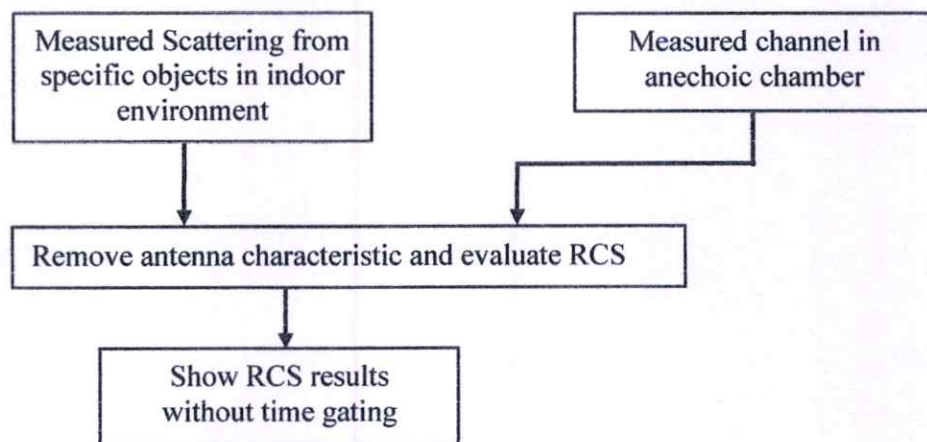 Measured Scattering from
specific objects in indoor
environment
Measured channel in
anechoic chamber
Remove antenna characteristic and evaluate RCS
Show RCS results
without time gating